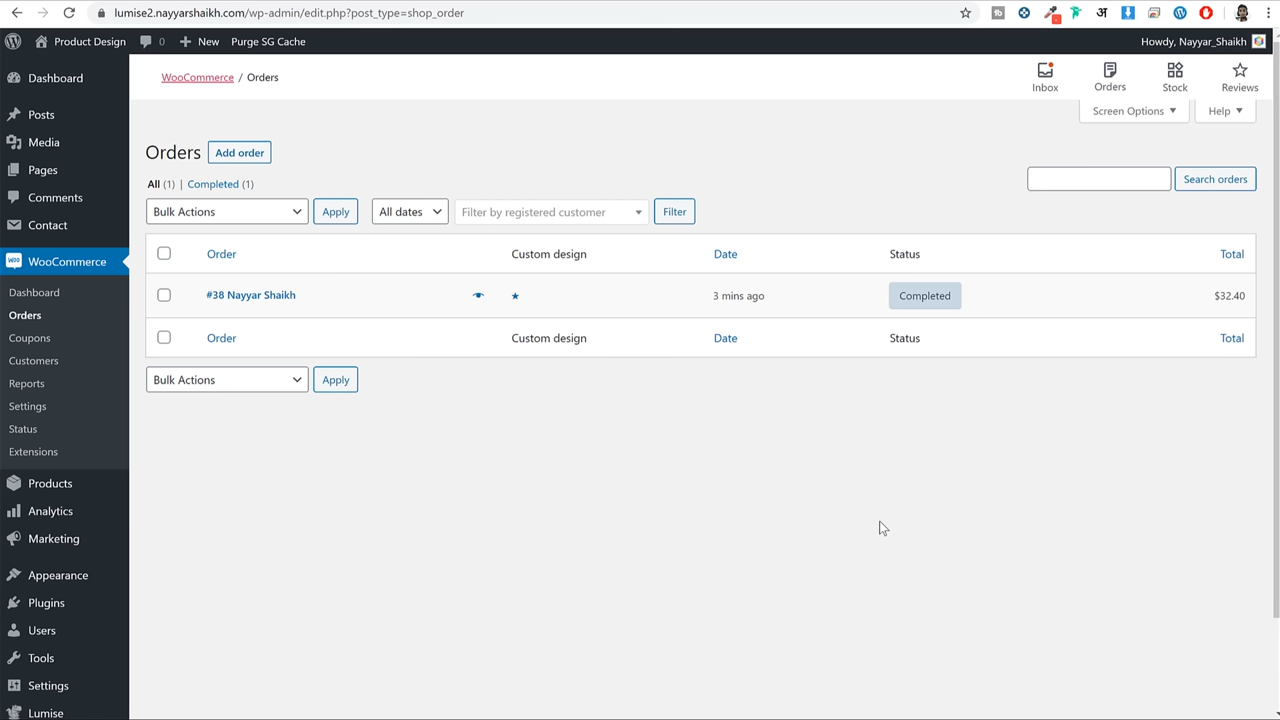 lumise2.nayyarshaikh.com/wp-admin/edit.php?post_type=shop_order
Product Design 0 New Purge SG Cache Howdy, Nayyar_Shaikh
Dashboard
Posts
Media
Pages
Comments
Contact
WooCommerce
Dashboard
Orders
Coupons
Customers
Reports
Settings
Status
Extensions
Products
Analytics
Marketing
Appearance
Plugins
Users
Tools
Settings
Lumise
WooCommerce / Orders
Inbox Orders Stock Reviews
Screen Options Help
Orders Add order
All (1) | Completed (1)
Search orders
Bulk Actions Apply All dates Filter by registered customer Filter
Order Custom design Date Status Total
#38 Nayyar Shaikh 3 mins ago Completed $32.40
Order Custom design Date Status Total
Bulk Actions Apply